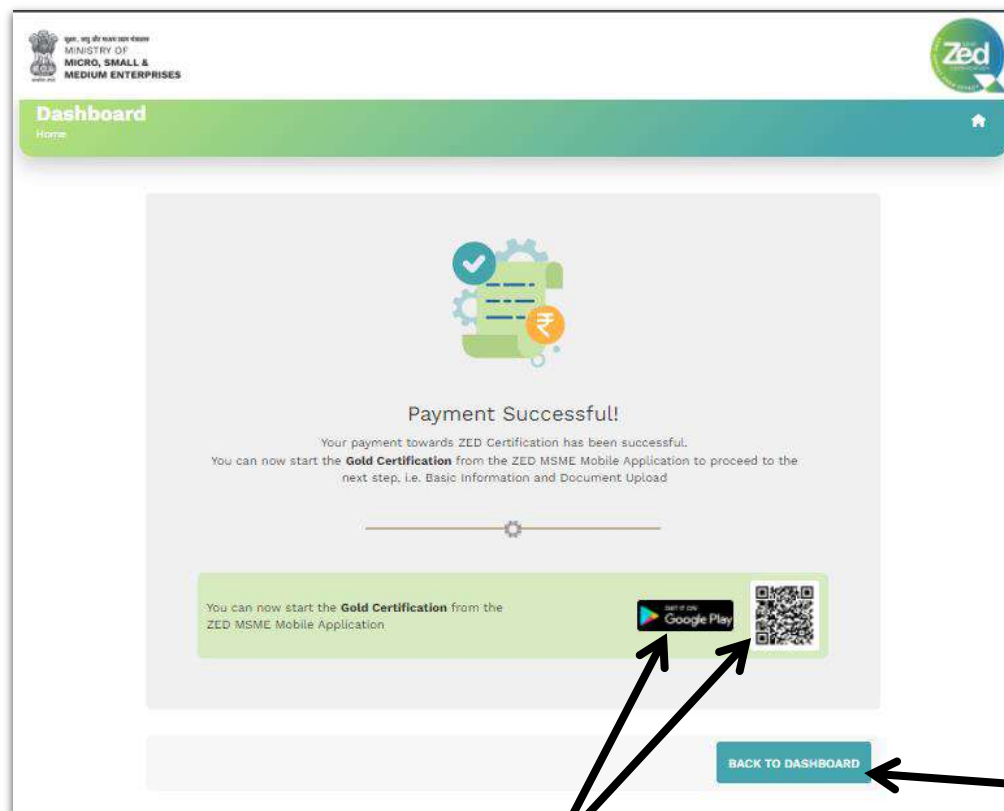 MINISTRY OF
MICRO, SMALL &
MEDIUM ENTERPRISES
Zed
Dashboard
Home
Payment Successful!
Your payment towards ZED Certification has been successful.
You can now start the Gold Certification from the ZED MSME Mobile Application to proceed to the
next step, i.e. Basic Information and Document Upload
You can now start the Gold Certification from the
ZED MSME Mobile Application
GET IT ON
Google Play
BACK TO DASHBOARD